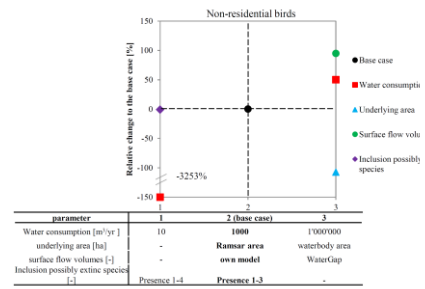 Non-residential birds
Relative change to the base case [%]
150
100
50
0
-50
-100
-150
-3253%
1
2
3
Base case
Water consumption
Underlying area
Surface flow
Inclusion possibly
species
parameter 1 2 (base case) 3
Water consumption [m³/yr ] 10 1000 1'000'000
underlying area [ha] - Ramsar area waterbody area
surface flow volumes [-] - own model WaterGap
Inclusion possibly extinc species
[-] Presence 1-4 Presence 1-3 -